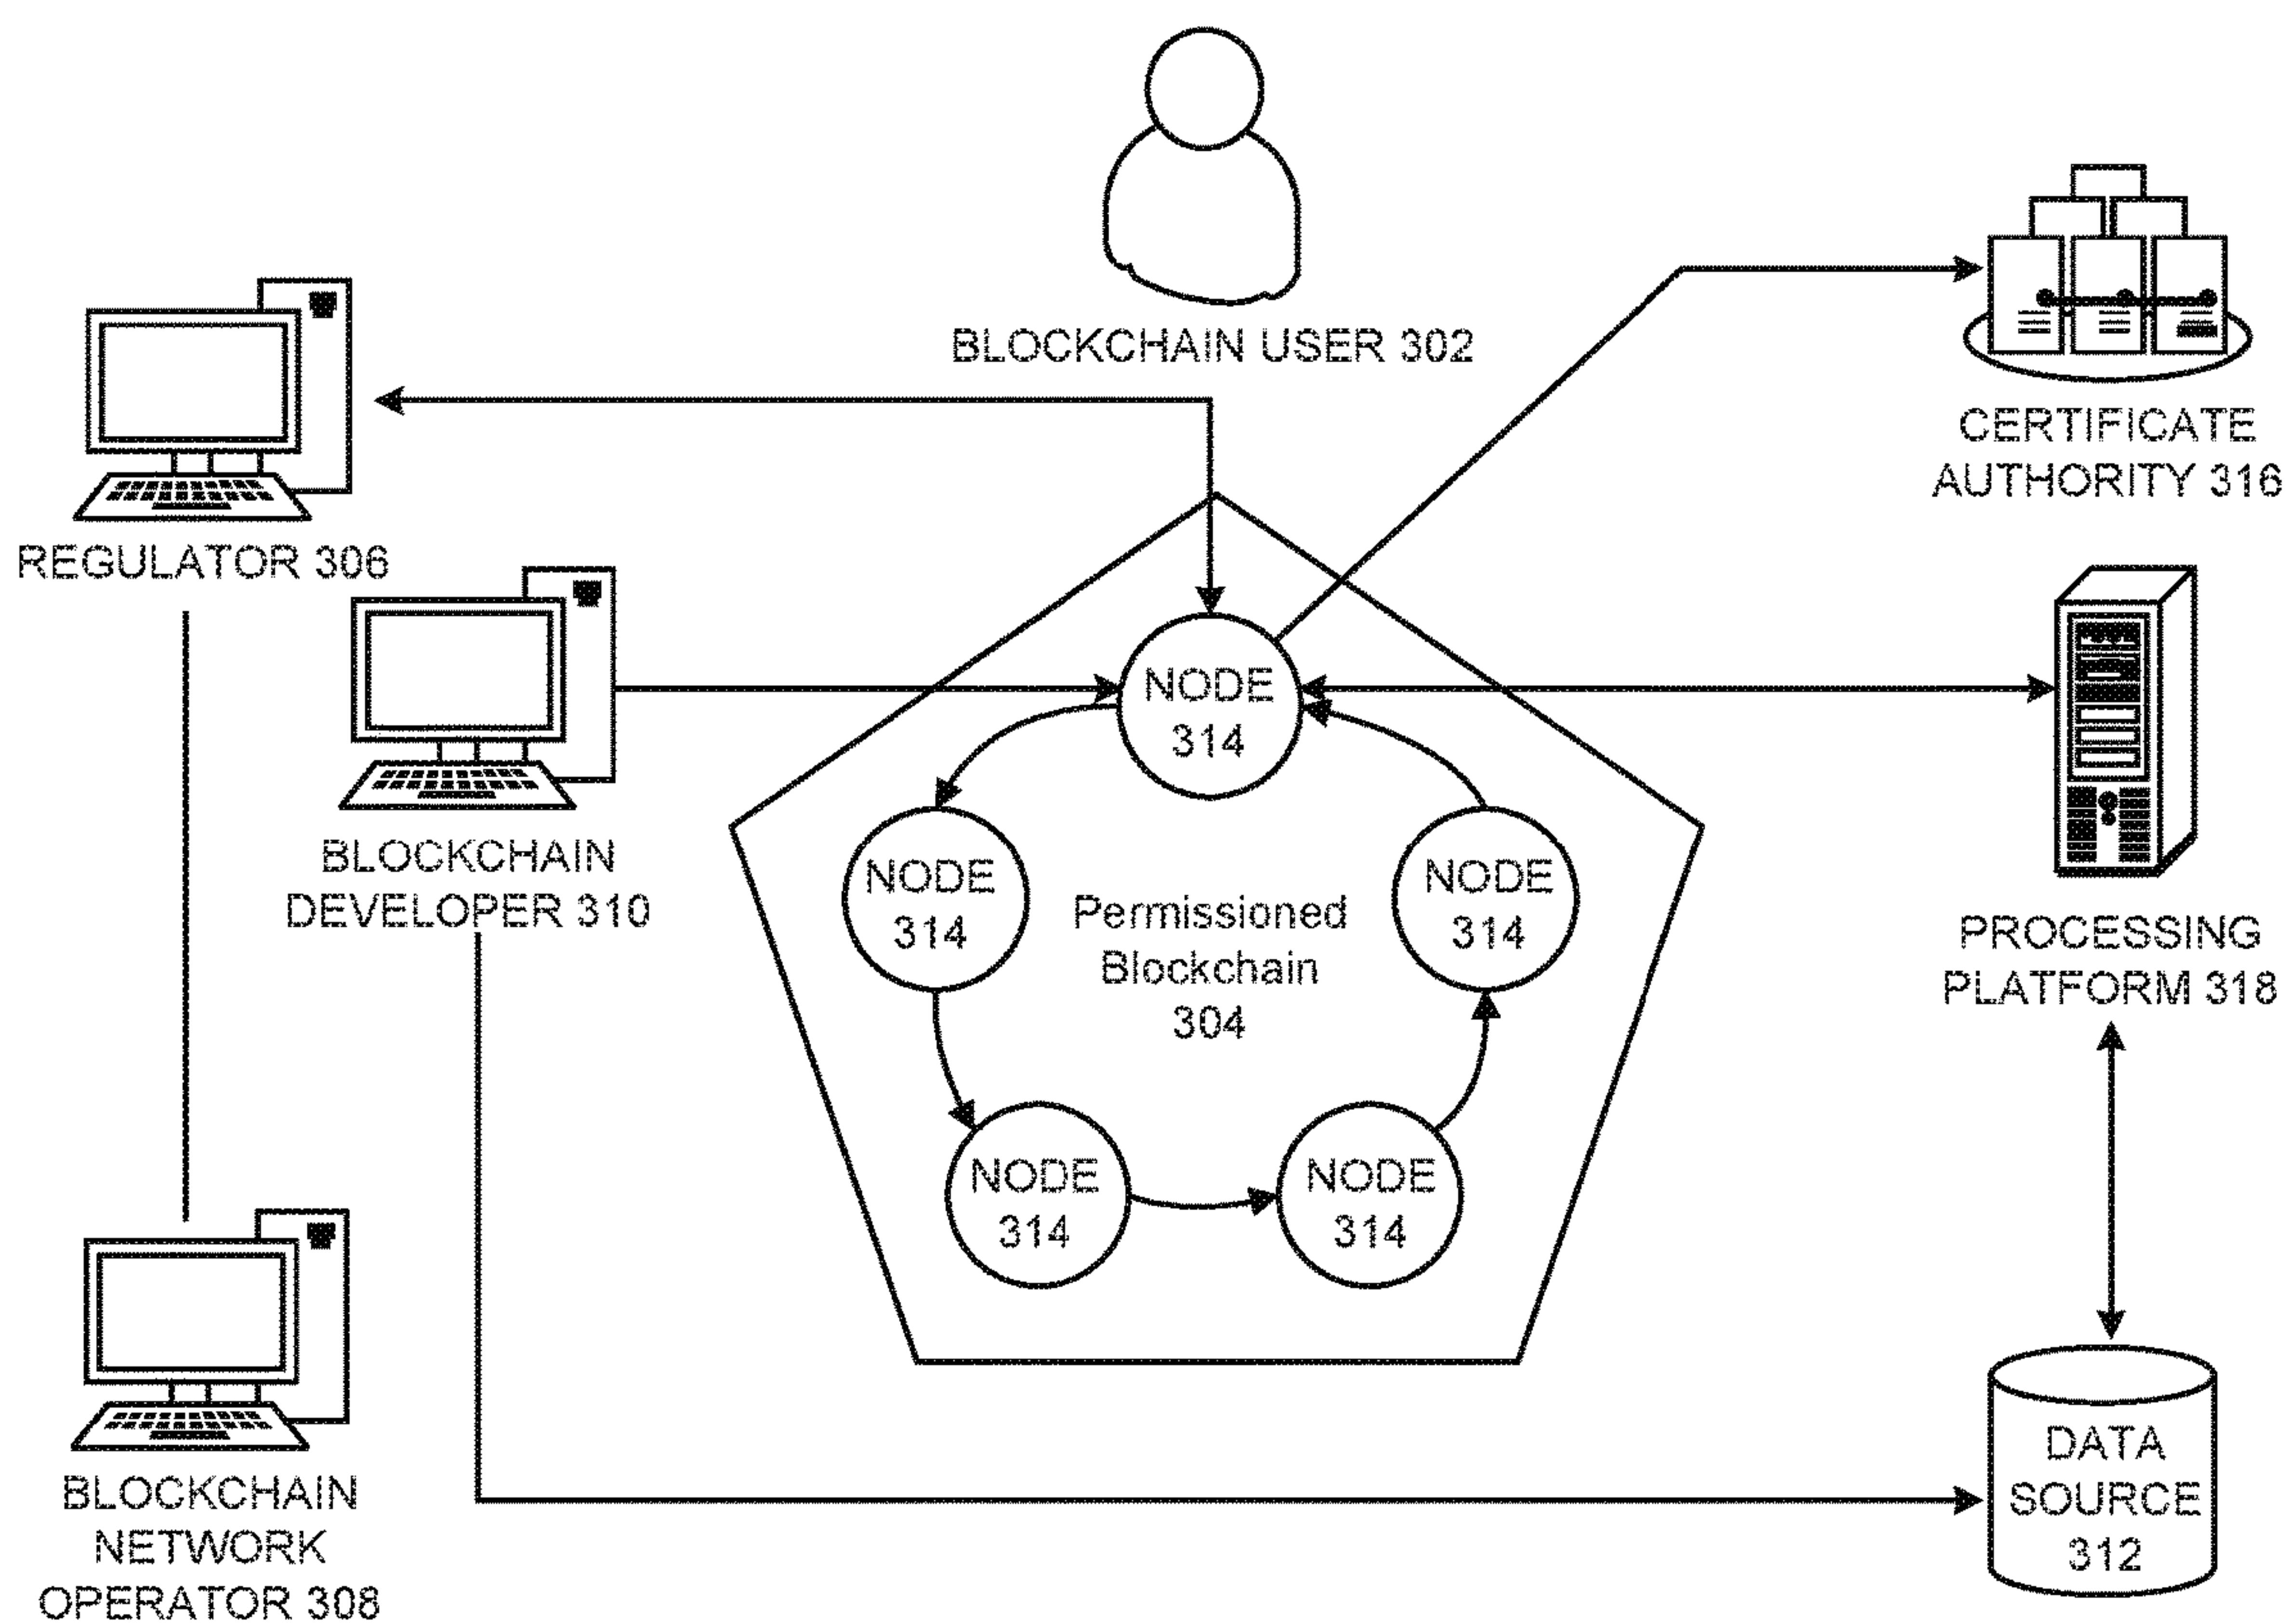 BLOCKCHAIN USER 302
CERTIFICATE
AUTHORITY 316
REGULATOR 306
BLOCKCHAIN
DEVELOPER 310
NODE
314
NODE
314
NODE
314
Permissioned
Blockchain
304
NODE
314
NODE
314
PROCESSING
PLATFORM 318
BLOCKCHAIN
NETWORK
OPERATOR 308
DATA
SOURCE
312